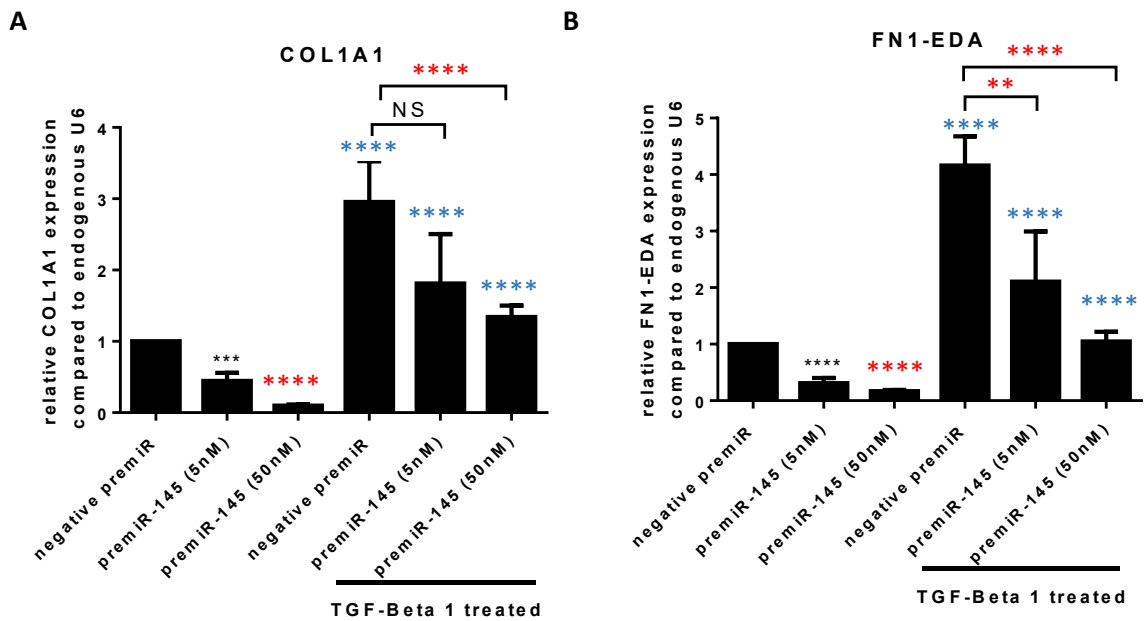 A
COL1A1
****
NS
relative COL1A1 expression
compared to endogenous U6
4
3
2
1
0
***
****
****
****
****
negative premiR
premiR-145 (5nM)
premiR-145 (50nM)
negative premiR
premiR-145 (5nM)
premiR-145 (50nM)
TGF-Beta 1 treated
B
FN1-EDA
****
**
relative FN1-EDA expression
compared to endogenous U6
5
4
3
2
1
0
****
****
****
****
****
negative premiR
premiR-145 (5nM)
premiR-145 (50nM)
negative premiR
premiR-145 (5nM)
premiR-145 (50nM)
TGF-Beta 1 treated